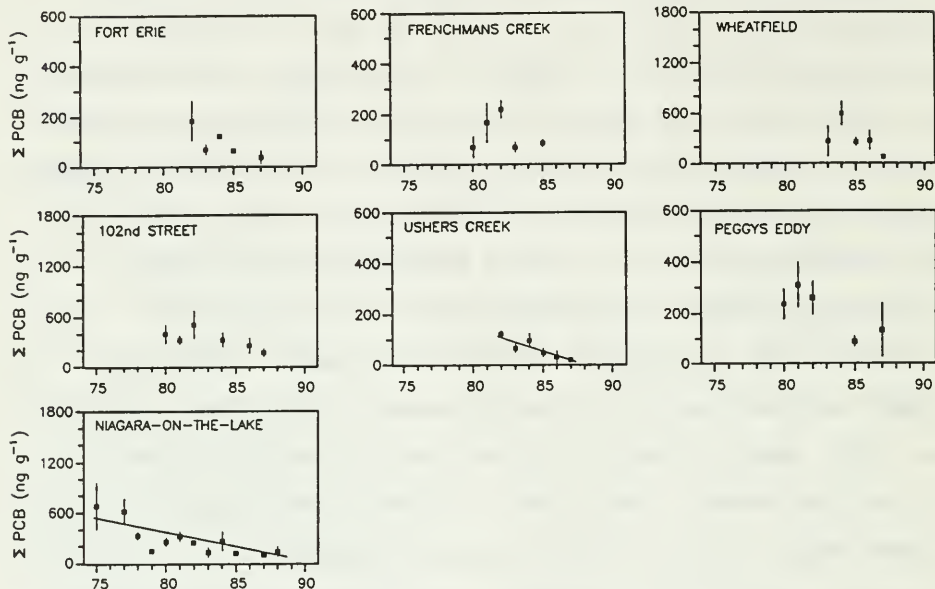 Σ PCB (ng g⁻¹)
600
400
200
0
FORT ERIE
75 80 85 90
600
400
200
0
FRENCHMANS CREEK
75 80 85 90
1800
1200
600
0
WHEATFIELD
75 80 85 90
Σ PCB (ng g⁻¹)
1800
1200
600
0
102nd STREET
75 80 85 90
600
400
200
0
USHERS CREEK
75 80 85 90
600
400
200
0
PEGGYS EDDY
75 80 85 90
Σ PCB (ng g⁻¹)
1800
1200
600
0
NIAGARA-ON-THE-LAKE
75 80 85 90